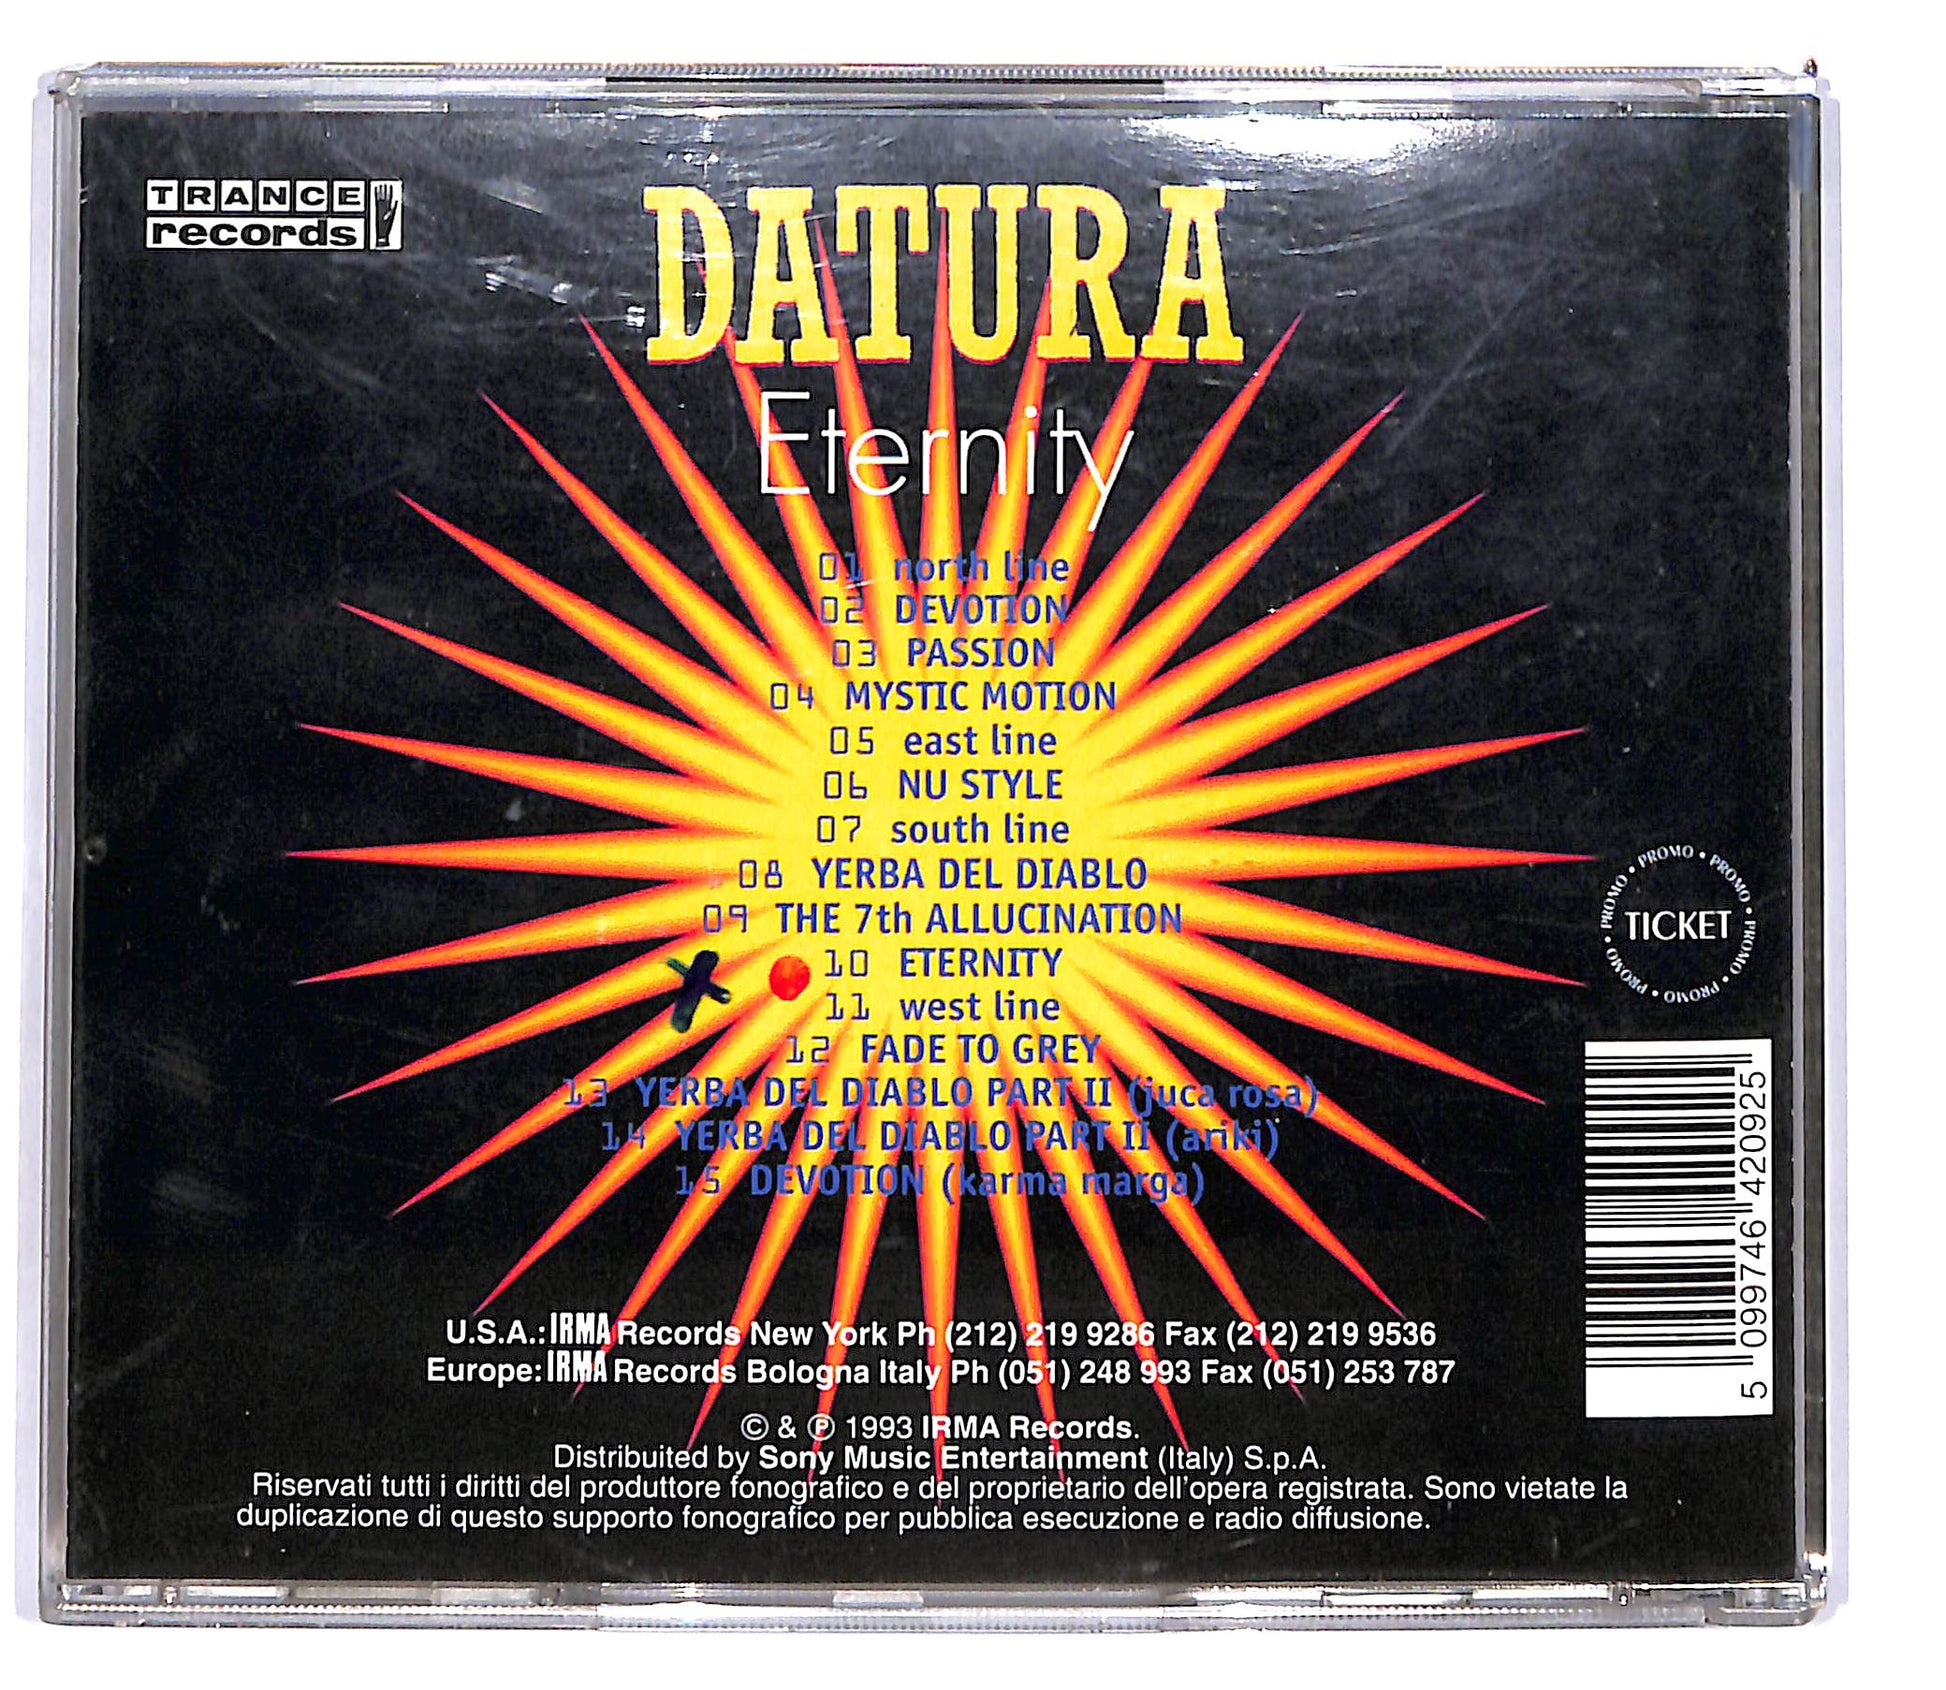 TRANCE
records
DATURA
Eternity
01 north line
02 DEVOTION
03 PASSION
04 MYSTIC MOTION
05 east line
06 NU STYLE
07 south line
08 YERBA DEL DIABLO
09 THE 7th ALLUCINATION
10 ETERNITY
11 west line
12 FADE TO GREY
13 YERBA DEL DIABLO PART II (juca rosa)
14 YERBA DEL DIABLO PART II (ariki)
15 DEVOTION (karma marga)
PROMO • PROMO • PROMO • PROMO • PROMO • PROMO •
TICKET
5 099746 420925
U.S.A.: IRMA Records New York Ph (212) 219 9286 Fax (212) 219 9536
Europe: IRMA Records Bologna Italy Ph (051) 248 993 Fax (051) 253 787
© & ℗ 1993 IRMA Records.
Distribuited by Sony Music Entertainment (Italy) S.p.A.
Riservati tutti i diritti del produttore fonografico e del proprietario dell'opera registrata. Sono vietate la
duplicazione di questo supporto fonografico per pubblica esecuzione e radio diffusione.